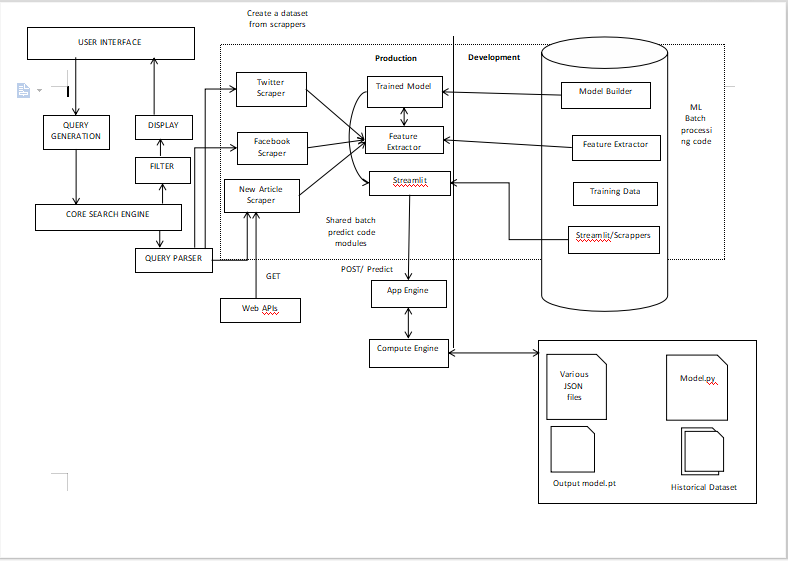 Create a dataset
from scrappers
USER INTERFACE
Production
Development
Twitter
Scraper
Trained Model
Model Builder
ML
Batch
processi
ng code
QUERY
GENERATION
DISPLAY
Facebook
Scraper
Feature
Extractor
Feature Extractor
FILTER
New Article
Scraper
Streamlit
Training Data
CORE SEARCH ENGINE
Shared batch
predict code
modules
Streamlit/Scrappers
QUERY PARSER
GET
POST/ Predict
App Engine
Web APIs
Compute Engine
Various
JSON
files
Model.py
Output model.pt
Historical Dataset